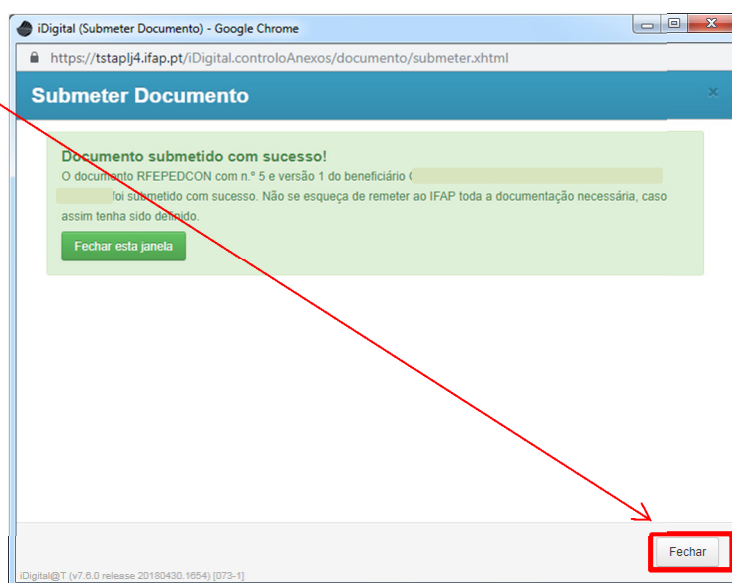 iDigital (Submeter Documento) - Google Chrome
https://tstaplj4.ifap.pt/iDigital.controloAnexos/documento/submeter.xhtml
Submeter Documento
×
Documento submetido com sucesso!
O documento RFEPEDCON com n.º 5 e versão 1 do beneficiário
foi submetido com sucesso. Não se esqueça de remeter ao IFAP toda a documentação necessária, caso
assim tenha sido definido.
Fechar esta janela
Fechar
iDigital@T (v7.6.0 release 20180430.1654) [073-1]